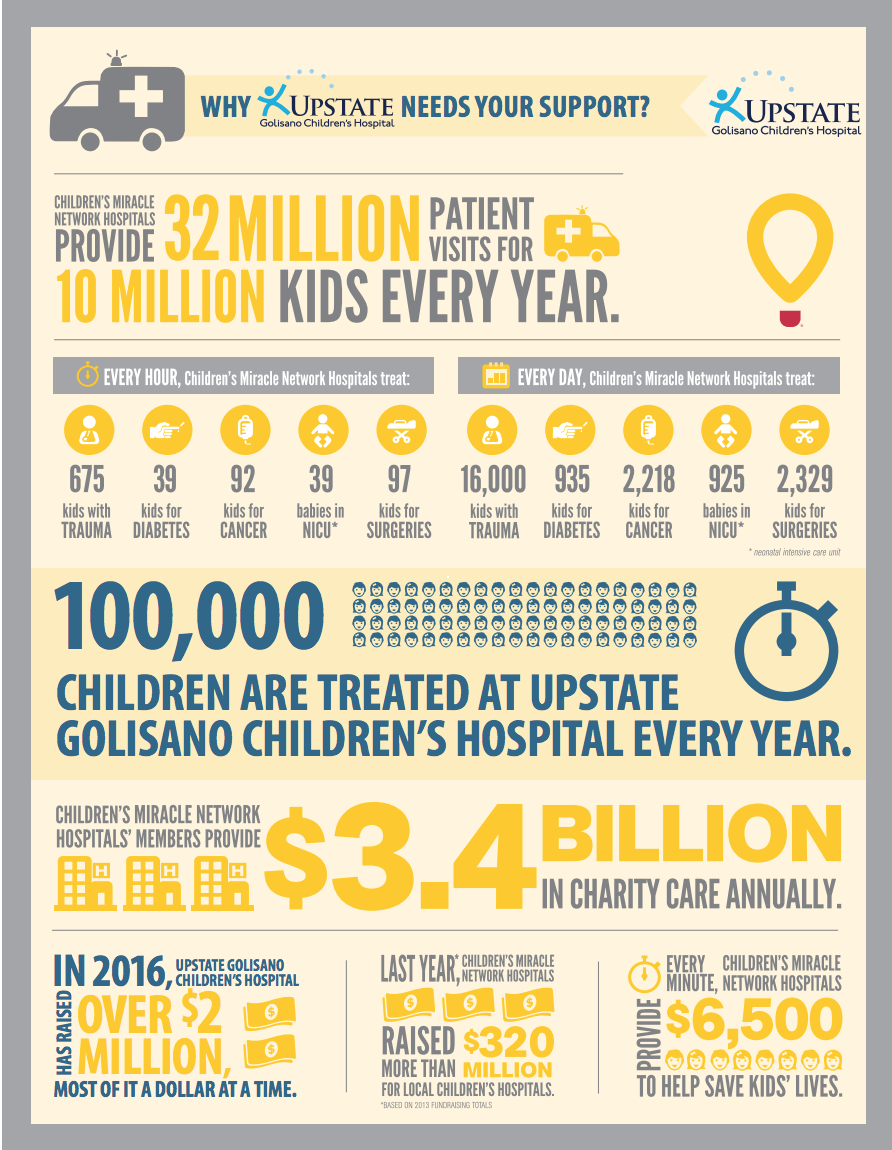 WHY UPSTATE NEEDS YOUR SUPPORT?
Golisano Children's Hospital
UPSTATE
Golisano Children's Hospital
CHILDREN'S MIRACLE
NETWORK HOSPITALS
PROVIDE 32 MILLION PATIENT
VISITS FOR
10 MILLION KIDS EVERY YEAR.
EVERY HOUR, Children's Miracle Network Hospitals treat:
675
kids with
TRAUMA
39
kids for
DIABETES
92
kids for
CANCER
39
babies in
NICU*
97
kids for
SURGERIES
EVERY DAY, Children's Miracle Network Hospitals treat:
16,000
kids with
TRAUMA
935
kids for
DIABETES
2,218
kids for
CANCER
925
babies in
NICU*
2,329
kids for
SURGERIES
* neonatal intensive care unit
100,000
CHILDREN ARE TREATED AT UPSTATE
GOLISANO CHILDREN'S HOSPITAL EVERY YEAR.
CHILDREN'S MIRACLE NETWORK
HOSPITALS' MEMBERS PROVIDE
H H H
$3.4 BILLION
IN CHARITY CARE ANNUALLY.
IN 2016, UPSTATE GOLISANO
CHILDREN'S HOSPITAL
HAS RAISED
OVER $2
MILLION,
MOST OF IT A DOLLAR AT A TIME.
LAST YEAR,* CHILDREN'S MIRACLE
NETWORK HOSPITALS
$ $ $
RAISED $320
MORE THAN MILLION
FOR LOCAL CHILDREN'S HOSPITALS.
*BASED ON 2013 FUNDRAISING TOTALS
EVERY CHILDREN'S MIRACLE
MINUTE, NETWORK HOSPITALS
PROVIDE
$6,500
TO HELP SAVE KIDS' LIVES.